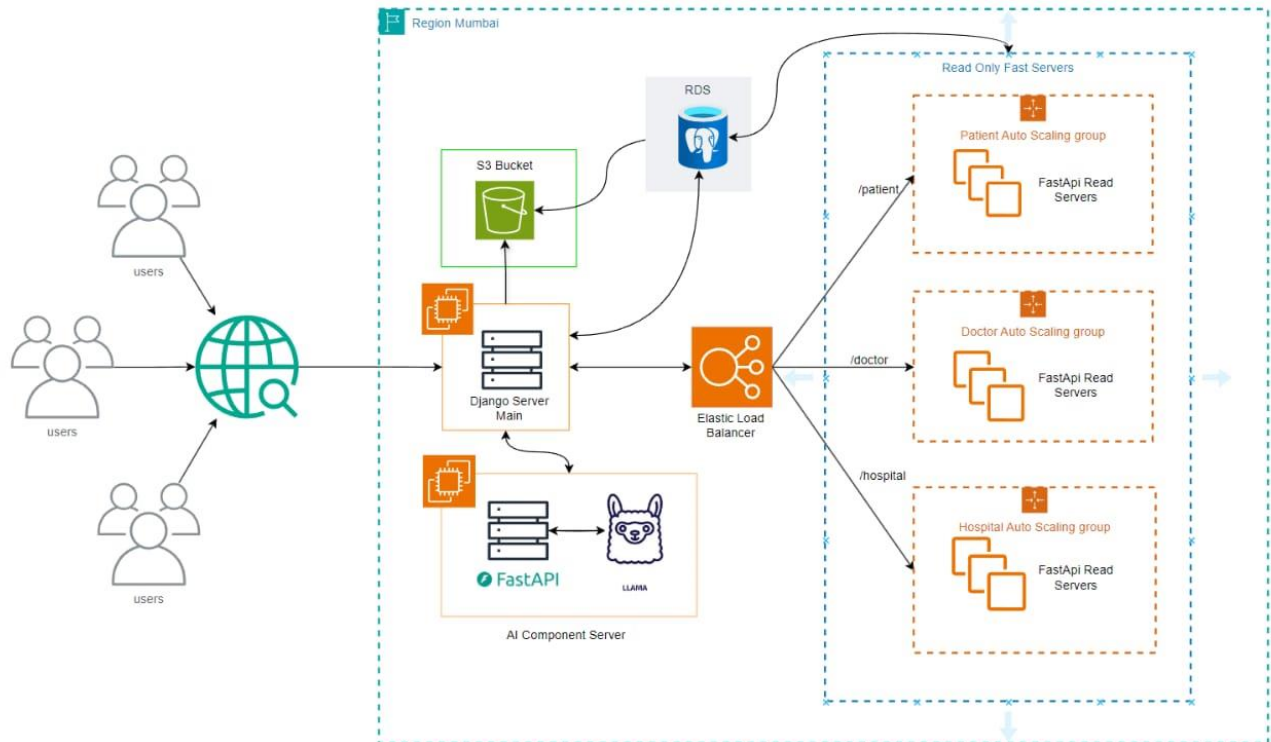 Region Mumbai
Read Only Fast Servers
RDS
Patient Auto Scaling group
S3 Bucket
/patient
FastApi Read
Servers
users
Doctor Auto Scaling group
/doctor
FastApi Read
Servers
users
Django Server
Main
Elastic Load
Balancer
/hospital
Hospital Auto Scaling group
FastApi Read
Servers
FastAPI
LLAMA
users
AI Component Server